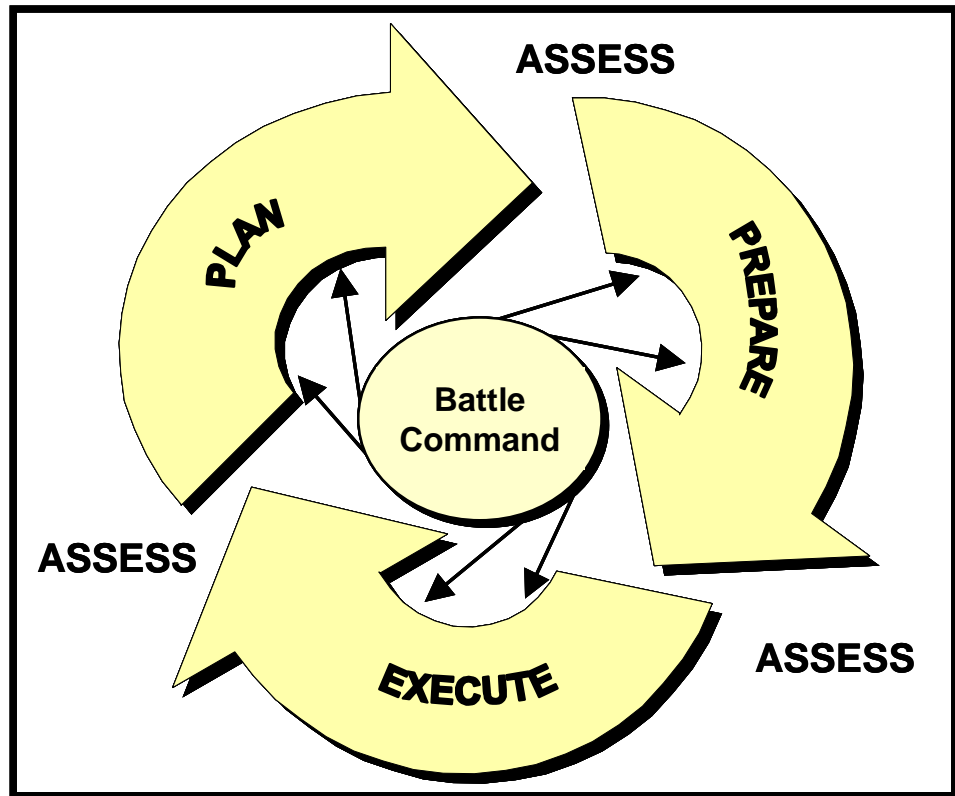 ASSESS
PLAN
PREPARE
Battle
Command
ASSESS
ASSESS
EXECUTE